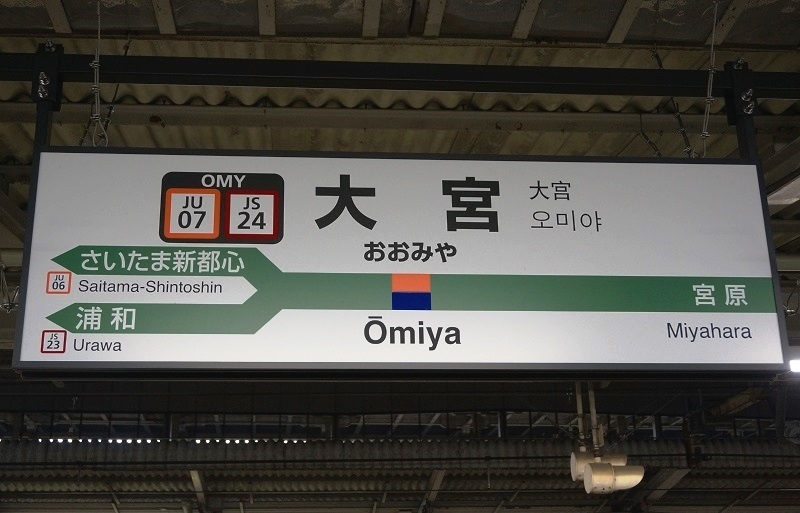 OMY
JU 07
JS 24
大宮
大宫
오미야
おおみや
さいたま新都心
JU 06
Saitama-Shintoshin
浦和
JS 23
Urawa
Ōmiya
宮原
Miyahara